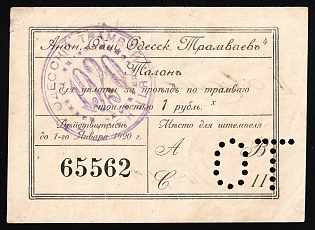 Анон. Общ. Одесск. Трамваевъ
Талонъ
для уплаты за проѣздъ по трамваю
стоимостью 1 рубль.
Дѣйствителенъ
до 1-го Января 1920 г.
Мѣсто для штемпеля
65562
А В
С
ОТ